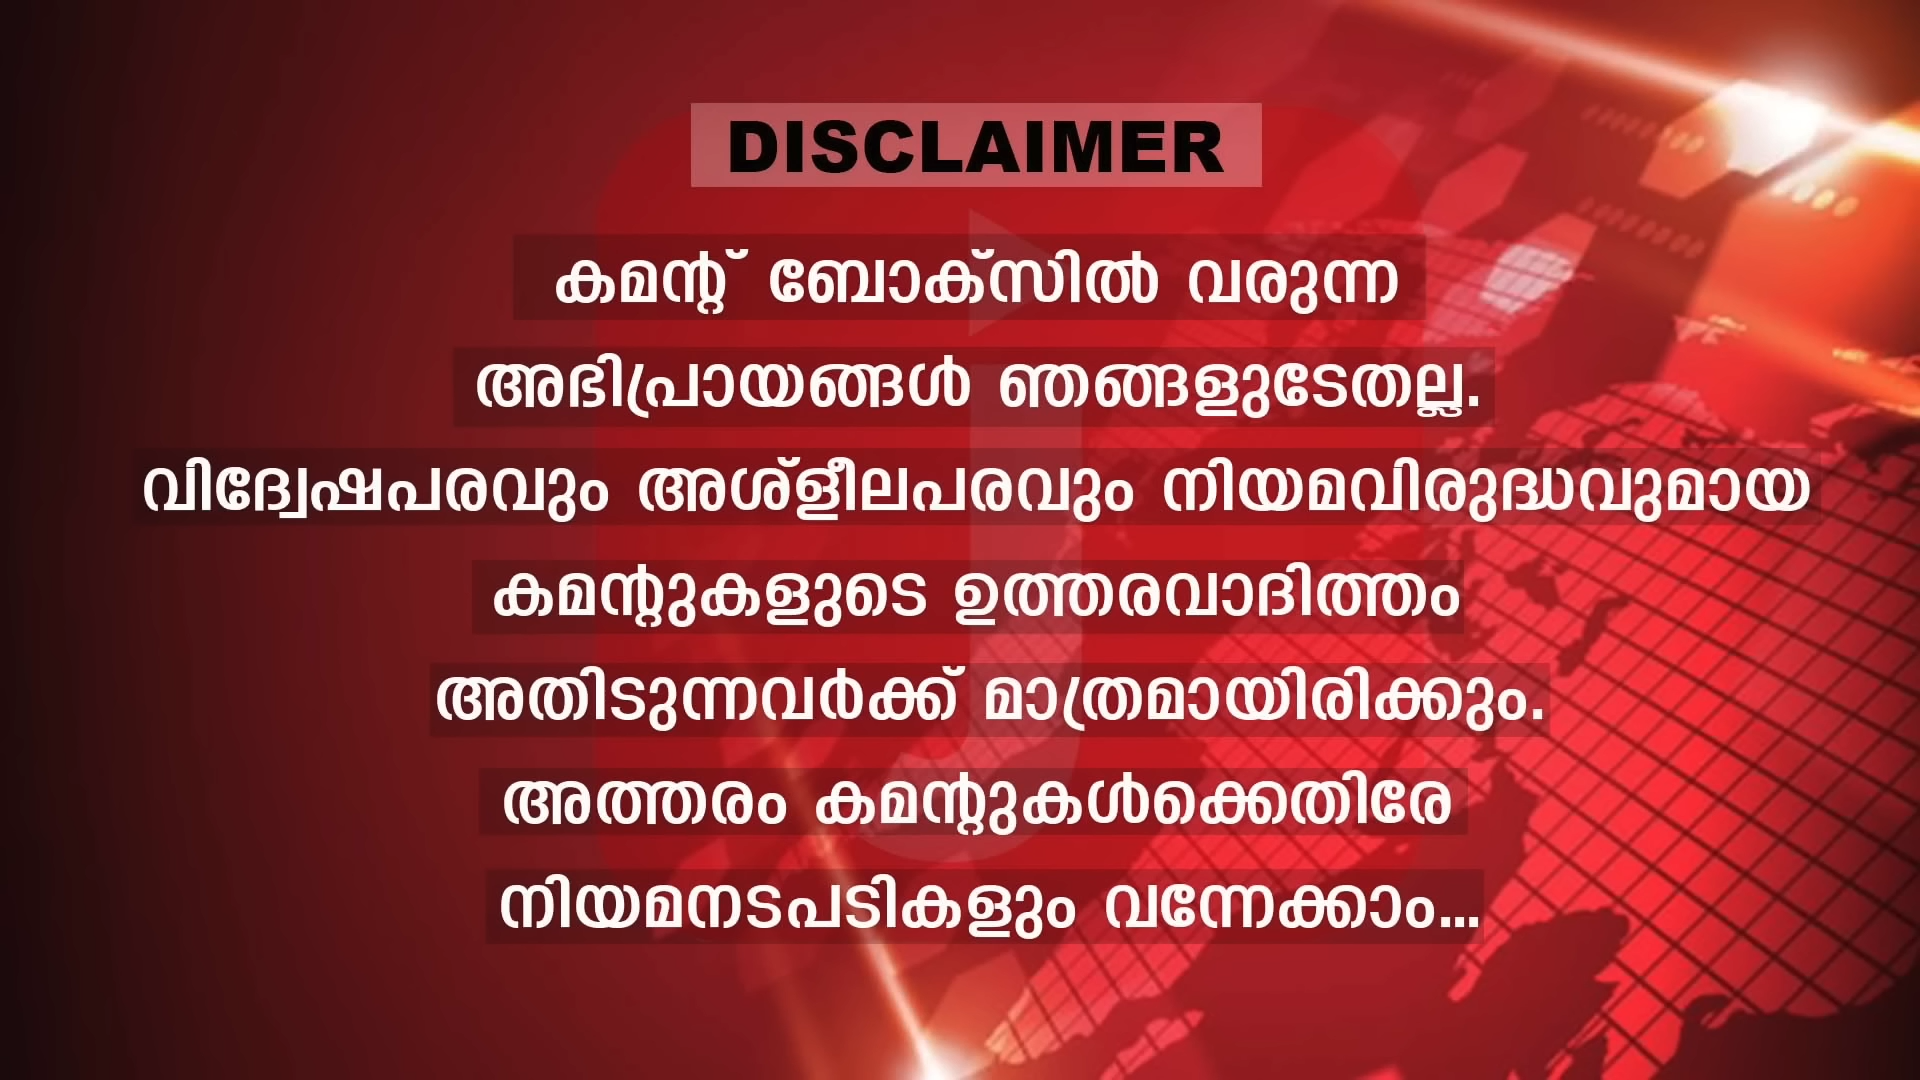 DISCLAIMER
കമന്റ് ബോക്സിൽ വരുന്ന
അഭിപ്രായങ്ങൾ ഞങ്ങളുടേതല്ല.
വിദ്വേഷപരവും അശ്ളീലപരവും നിയമവിരുദ്ധവുമായ
കമന്റുകളുടെ ഉത്തരവാദിത്തം
അതിടുന്നവർക്ക് മാത്രമായിരിക്കും.
അത്തരം കമന്റുകൾക്കെതിരേ
നിയമനടപടികളും വന്നേക്കാം...